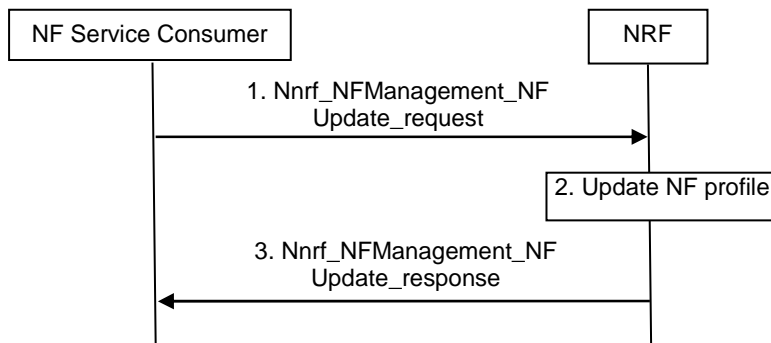 NF Service Consumer
NRF
1. Nnrf_NFManagement_NF
Update_request
2. Update NF profile
3. Nnrf_NFManagement_NF
Update_response